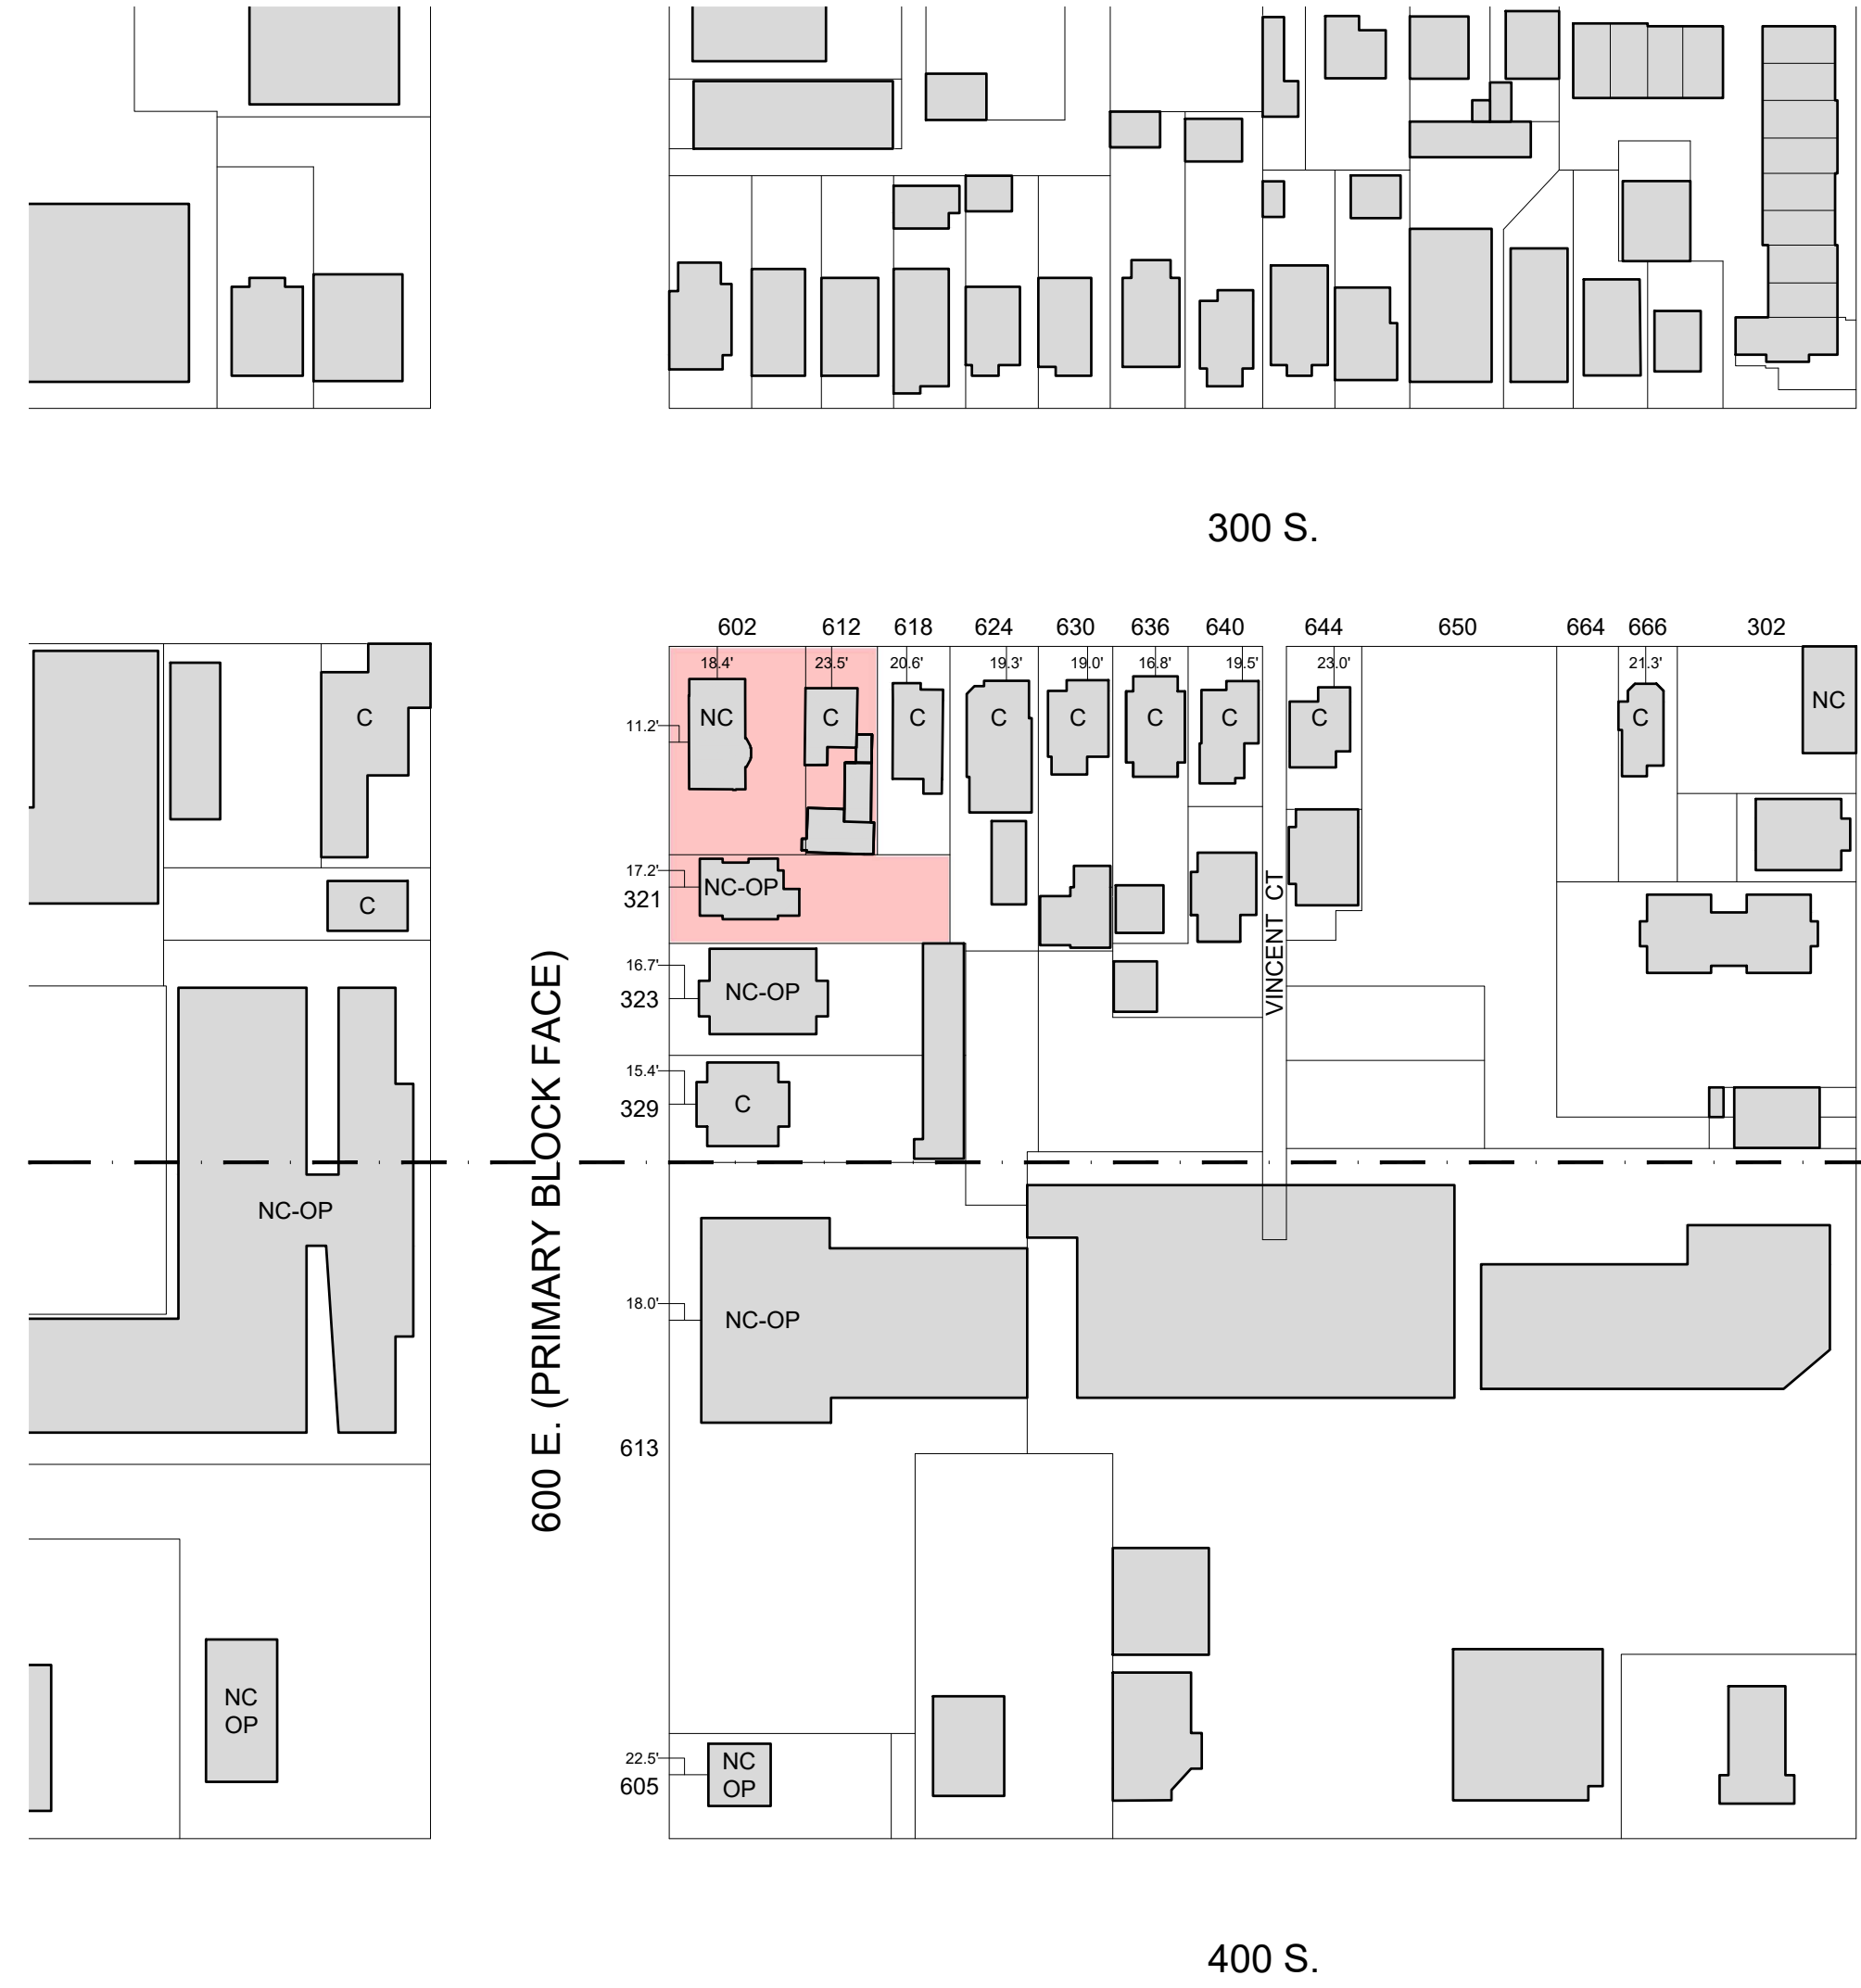 300 S.
602 612 618 624 630 636 640 644 650 664 666 302
18.4' 23.5' 20.6' 19.3' 19.0' 16.8' 19.5' 23.0' 21.3'
C
11.2'
NC C C C C C C C C NC
17.2'
321
NC-OP
C
VINCENT CT
16.7'
323
NC-OP
15.4'
329
C
600 E. (PRIMARY BLOCK FACE)
NC-OP
18.0'
NC-OP
613
NC
OP
22.5'
605
NC
OP
400 S.